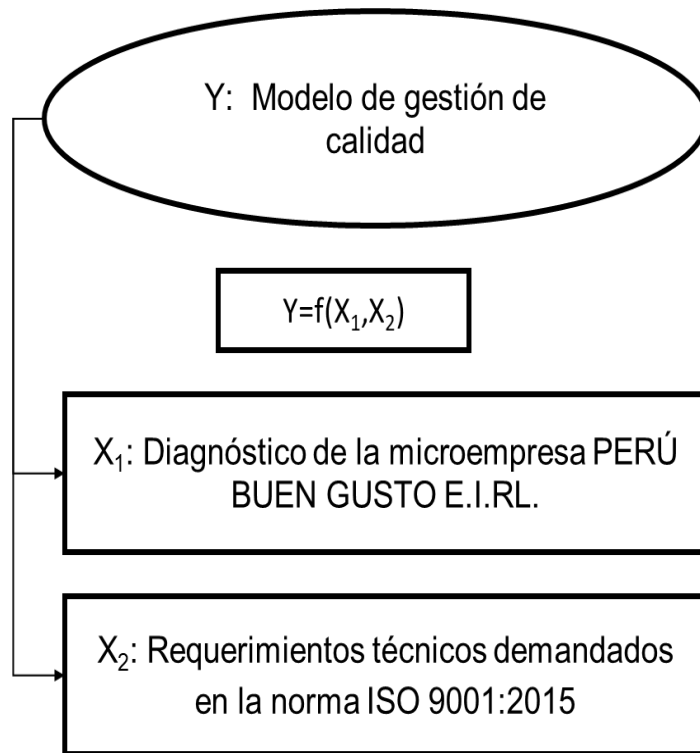 Y: Modelo de gestión de
calidad
Y=f(X₁,X₂)
X₁: Diagnóstico de la microempresa PERÚ
BUEN GUSTO E.I.RL.
X₂: Requerimientos técnicos demandados
en la norma ISO 9001:2015